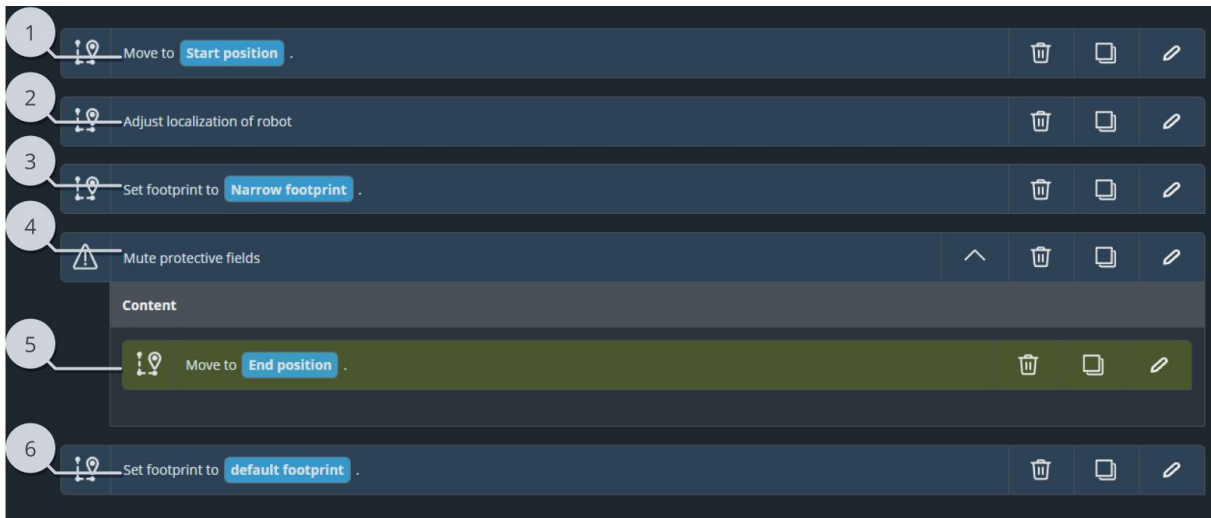 1
Move to Start position .
2
Adjust localization of robot
3
Set footprint to Narrow footprint .
4
Mute protective fields
Content
5
Move to End position .
6
Set footprint to default footprint .